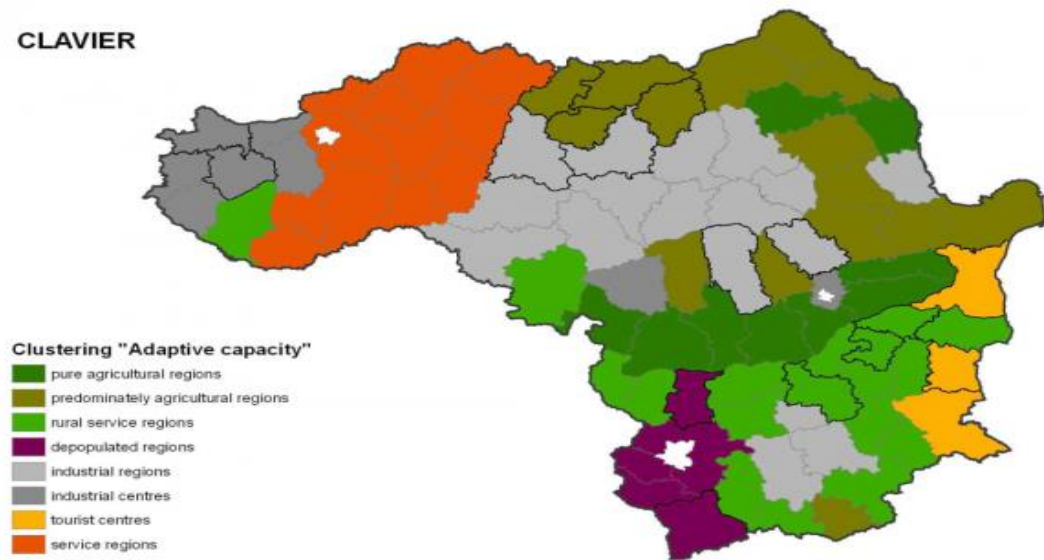 CLAVIER
Clustering "Adaptive capacity"
pure agricultural regions
predominately agricultural regions
rural service regions
depopulated regions
industrial regions
industrial centres
tourist centres
service regions